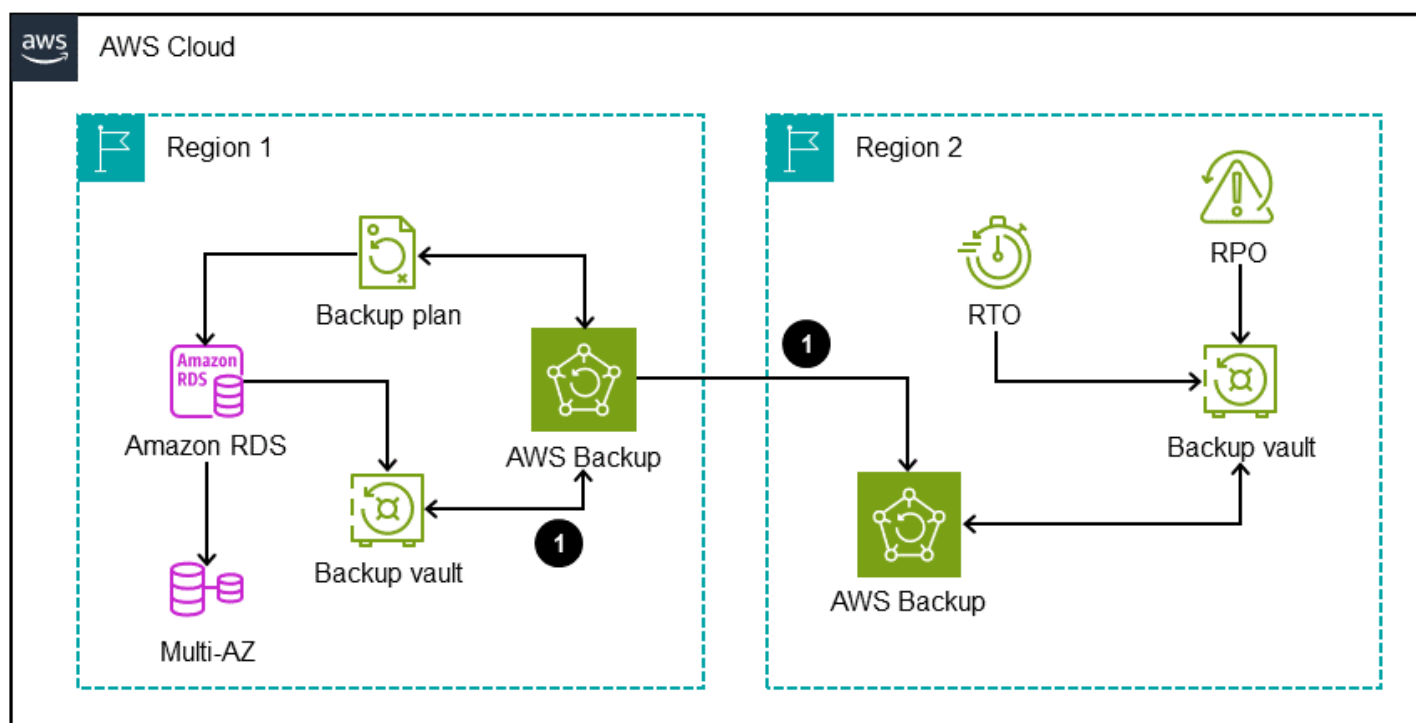 aws
AWS Cloud
Region 1
Backup plan
Amazon
RDS
Amazon RDS
Multi-AZ
Backup vault
AWS Backup
1
1
Region 2
RTO
RPO
Backup vault
AWS Backup